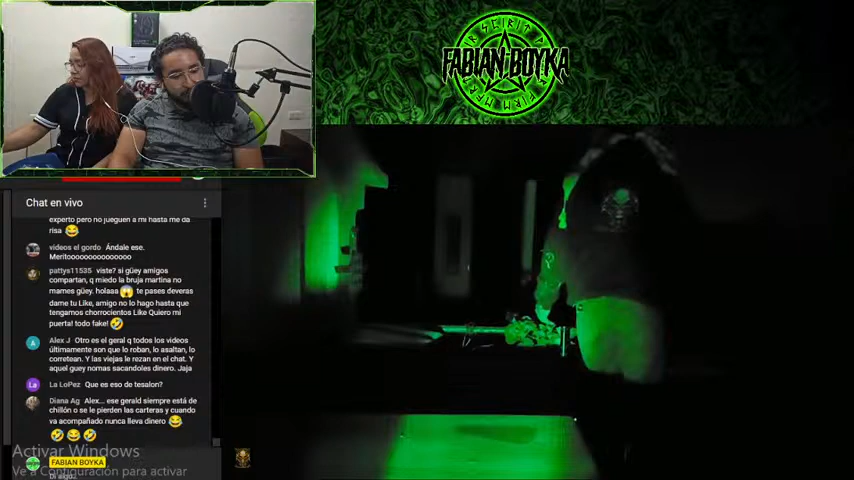 FABIAN BOYKA
Chat en vivo
experto pero no jueguen a mi hasta me da
risa 😂
videos el gordo Ándale ese.
Meritooooooooooooooo
pattys11535 viste? si güey amigos
compartan, q miedo la bruja martina no
mames güey. holaaa 😱 te pases deveras
dame tu Like, amigo no lo hago hasta que
tengamos chorrocientos Like Quiero mi
puerta! todo fake! 🤣
A Alex J Otro es el geral q todos los videos
últimamente son que lo roban, lo asaltan, lo
corretean. Y las viejas le rezan en el chat. Y
aquel guey nomas sacandoles dinero. Jaja
La La LoPez Que es eso de tesalon?
Diana Ag Alex... ese gerald siempre está de
chillón o se le pierden las carteras y cuando
va acompañado nunca lleva dinero 😂
🤣😂🤣
Activar Windows
FABIAN BOYKA
Ve a Configuración para activar